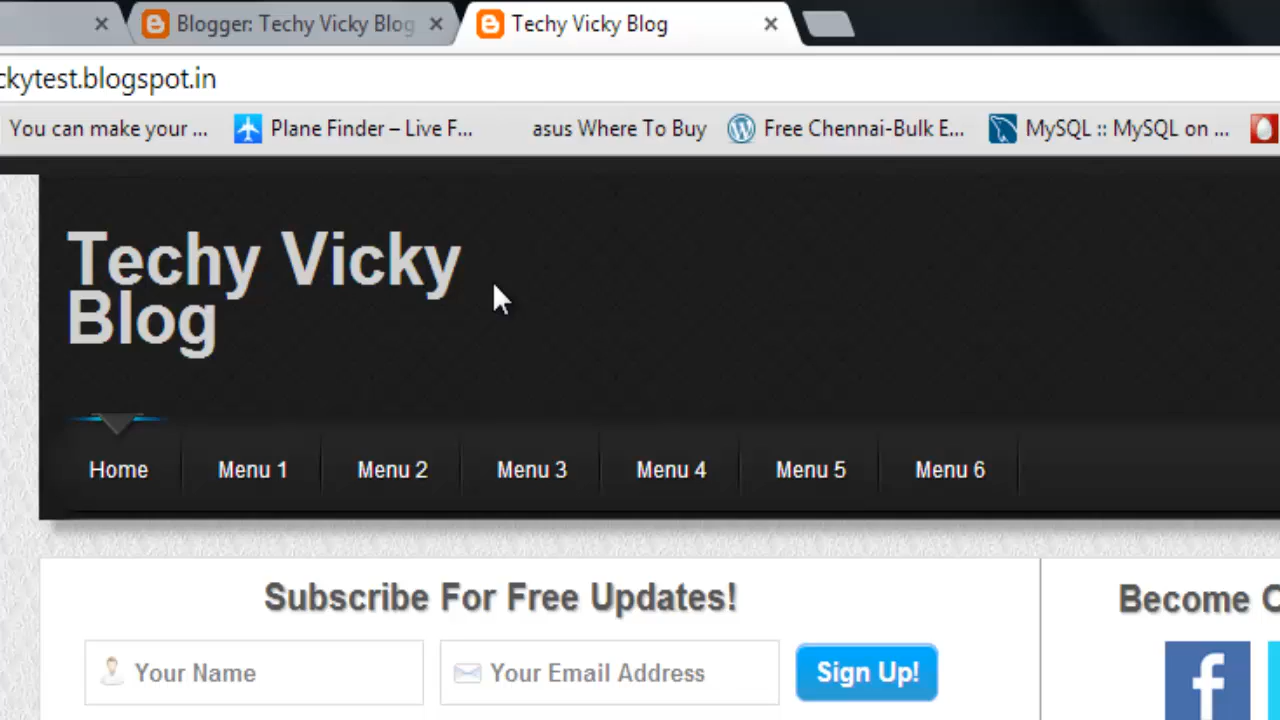 Blogger: Techy Vicky Blog
Techy Vicky Blog
ckytest.blogspot.in
You can make your ...
Plane Finder – Live F...
asus Where To Buy
Free Chennai-Bulk E...
MySQL :: MySQL on ...
Techy Vicky
Blog
Home Menu 1 Menu 2 Menu 3 Menu 4 Menu 5 Menu 6
Subscribe For Free Updates!
Become
Your Name
Your Email Address
Sign Up!
f